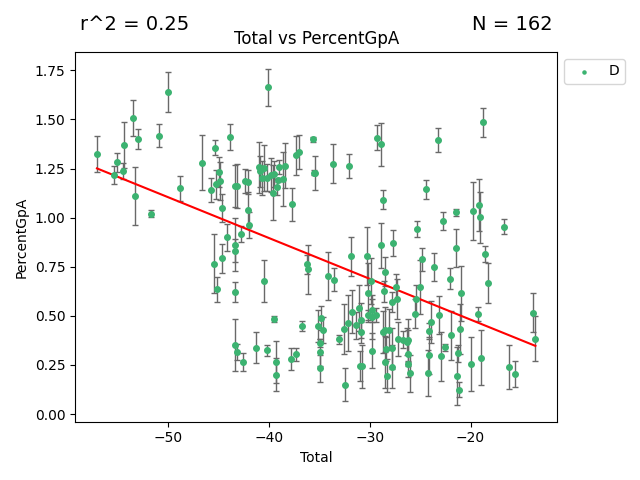 r^2 = 0.25 N = 162
Total vs PercentGpA
D
1.75
1.50
1.25
1.00
0.75
0.50
0.25
0.00
PercentGpA
−50 −40 −30 −20
Total